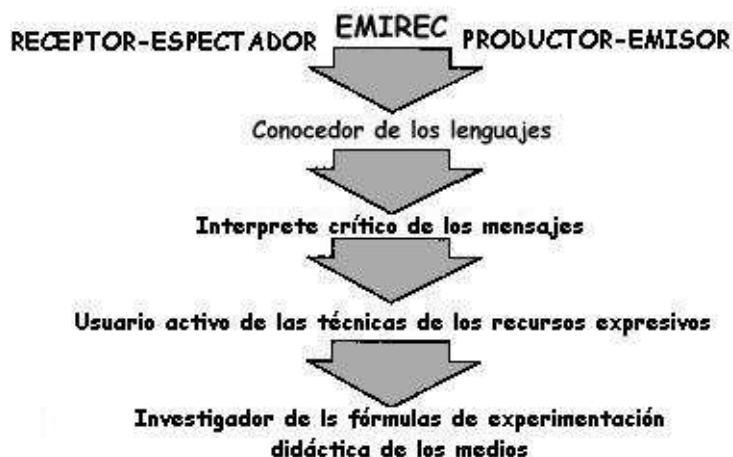 RECEPTOR-ESPECTADOR EMIREC PRODUCTOR-EMISOR
Conocedor de los lenguajes
Interprete crítico de los mensajes
Usuario activo de las técnicas de los recursos expresivos
Investigador de ls fórmulas de experimentación
didáctica de los medios